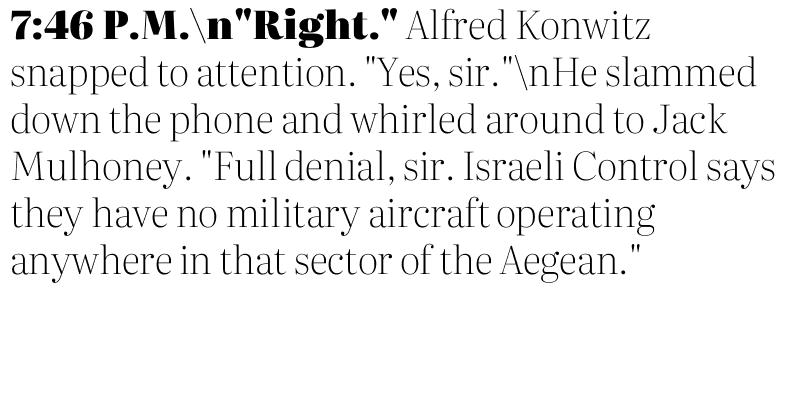 7:46 P.M.\n"Right." Alfred Konwitz
snapped to attention. "Yes, sir."\nHe slammed
down the phone and whirled around to Jack
Mulhoney. "Full denial, sir. Israeli Control says
they have no military aircraft operating
anywhere in that sector of the Aegean."